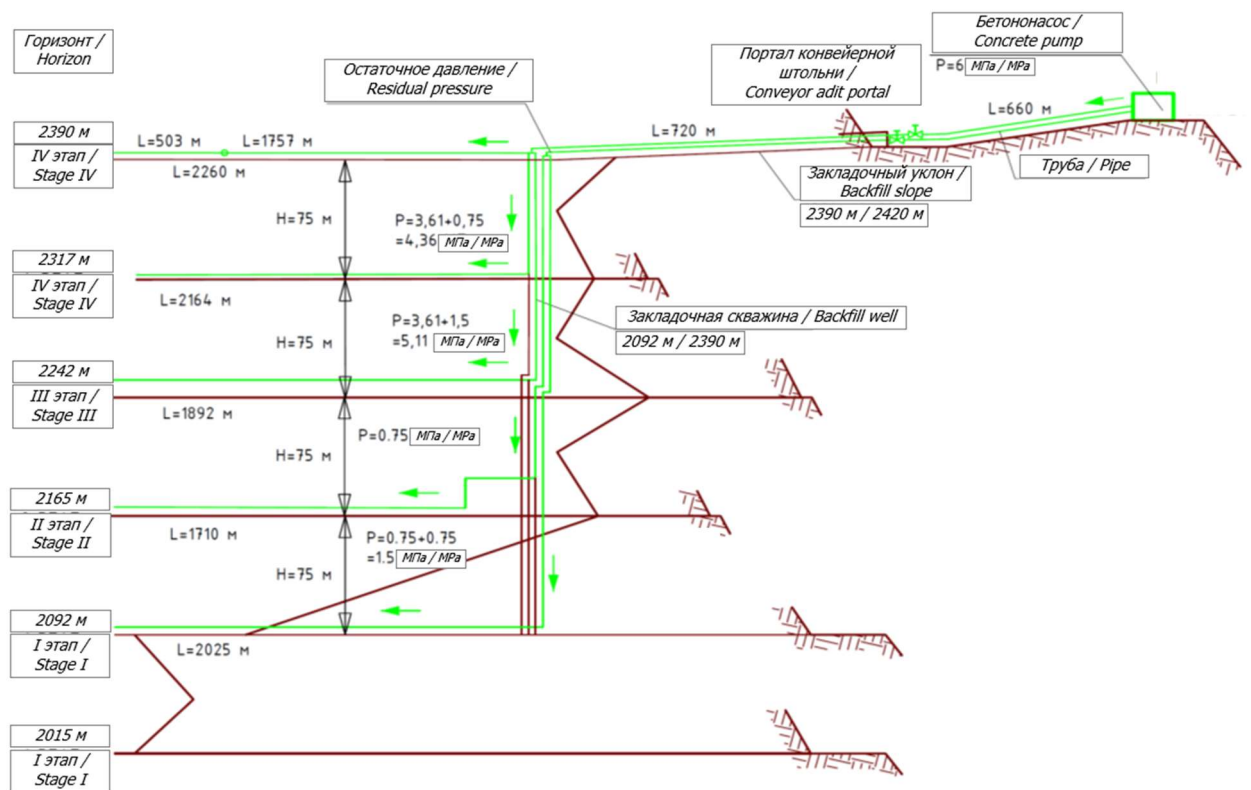 Горизонт /
Horizon
Остаточное давление /
Residual pressure
Портал конвейерной
штольни /
Conveyor adit portal
Бетононасос /
Concrete pump
P=6 МПа / MPa
L=660 м
L=720 м
2390 м
IV этап /
Stage IV
L=503 м
L=1757 м
L=2260 м
Закладочный уклон /
Backfill slope
2390 м / 2420 м
Труба / Pipe
H=75 м
P=3,61+0,75
=4,36 МПа / MPa
2317 м
IV этап /
Stage IV
L=2164 м
H=75 м
P=3,61+1,5
=5,11 МПа / MPa
Закладочная скважина / Backfill well
2092 м / 2390 м
2242 м
III этап /
Stage III
L=1892 м
H=75 м
P=0.75 МПа / MPa
2165 м
II этап /
Stage II
L=1710 м
H=75 м
P=0.75+0.75
=1.5 МПа / MPa
2092 м
I этап /
Stage I
L=2025 м
2015 м
I этап /
Stage I